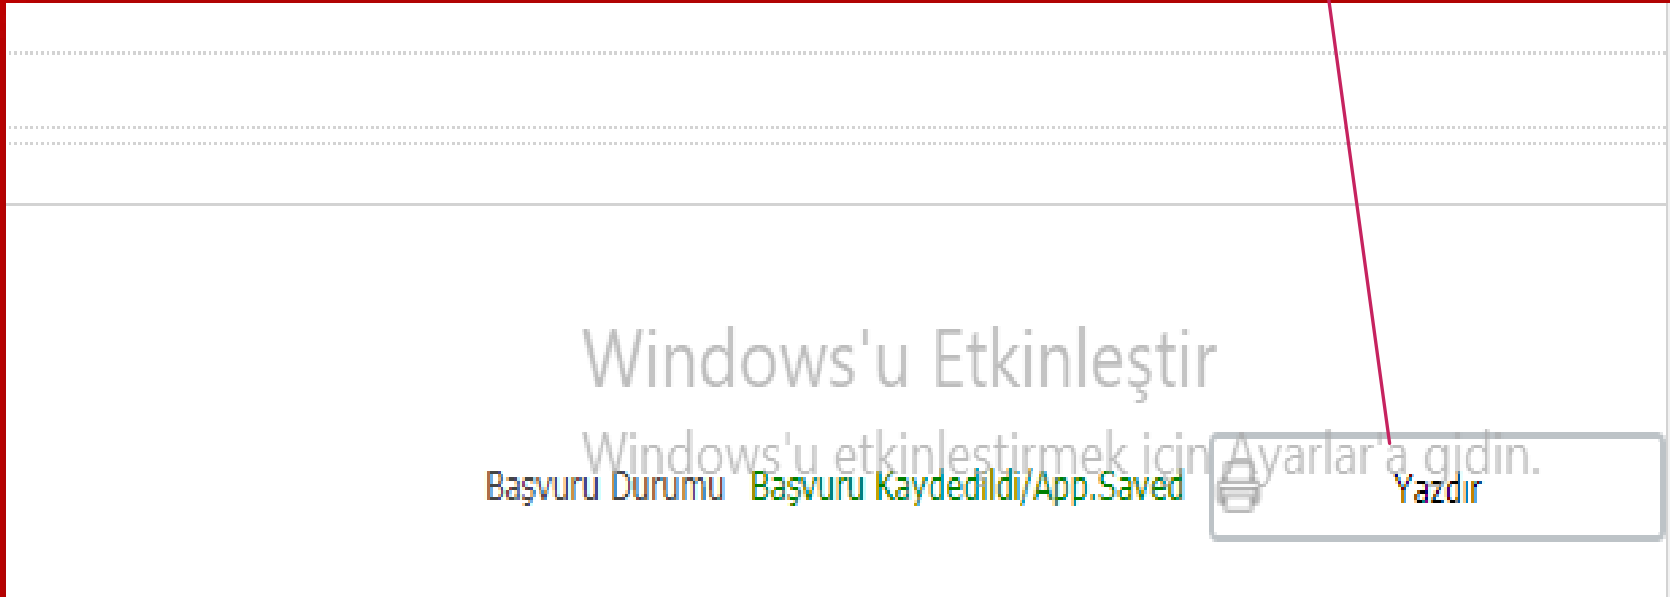 Windows'u Etkinleştir
Windows'u etkinleştirmek için Ayarlar'a gidin.
Başvuru Durumu Başvuru Kaydedildi/App.Saved Yazdır